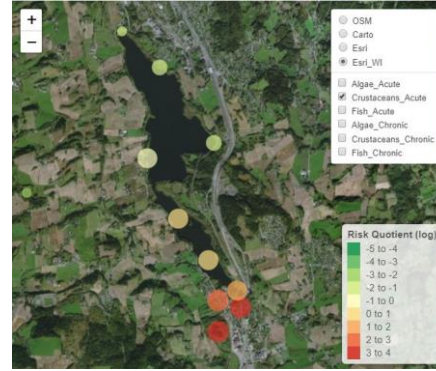 +
−
OSM
Carto
Esri
Esri_WI
Algae_Acute
Crustaceans_Acute
Fish_Acute
Algae_Chronic
Crustaceans_Chronic
Fish_Chronic
Risk Quotient (log)
-5 to -4
-4 to -3
-3 to -2
-2 to -1
-1 to 0
0 to 1
1 to 2
2 to 3
3 to 4